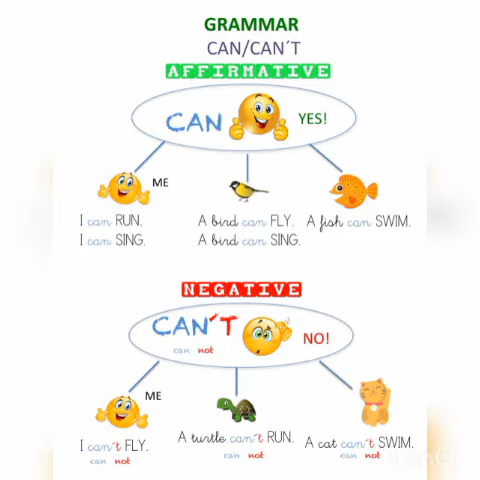 GRAMMAR
CAN/CAN´T
AFFIRMATIVE
CAN YES!
ME
I can RUN.
I can SING.
A bird can FLY.
A bird can SING.
A fish can SWIM.
NEGATIVE
CAN´T NO!
can not
ME
I can´t FLY.
can not
A turtle can´t RUN.
can not
A cat can´t SWIM.
can not